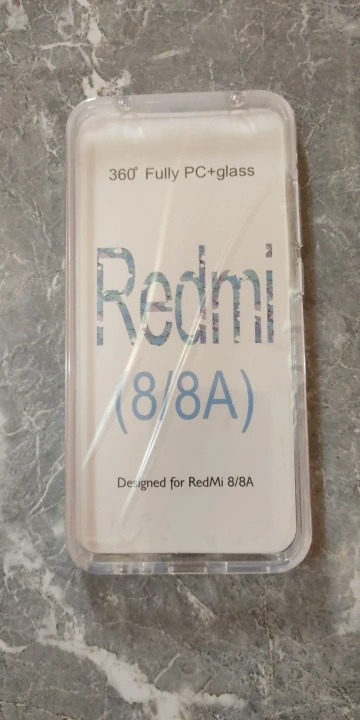 360° Fully PC+glass
Redmi
(8/8A)
Designed for RedMi 8/8A